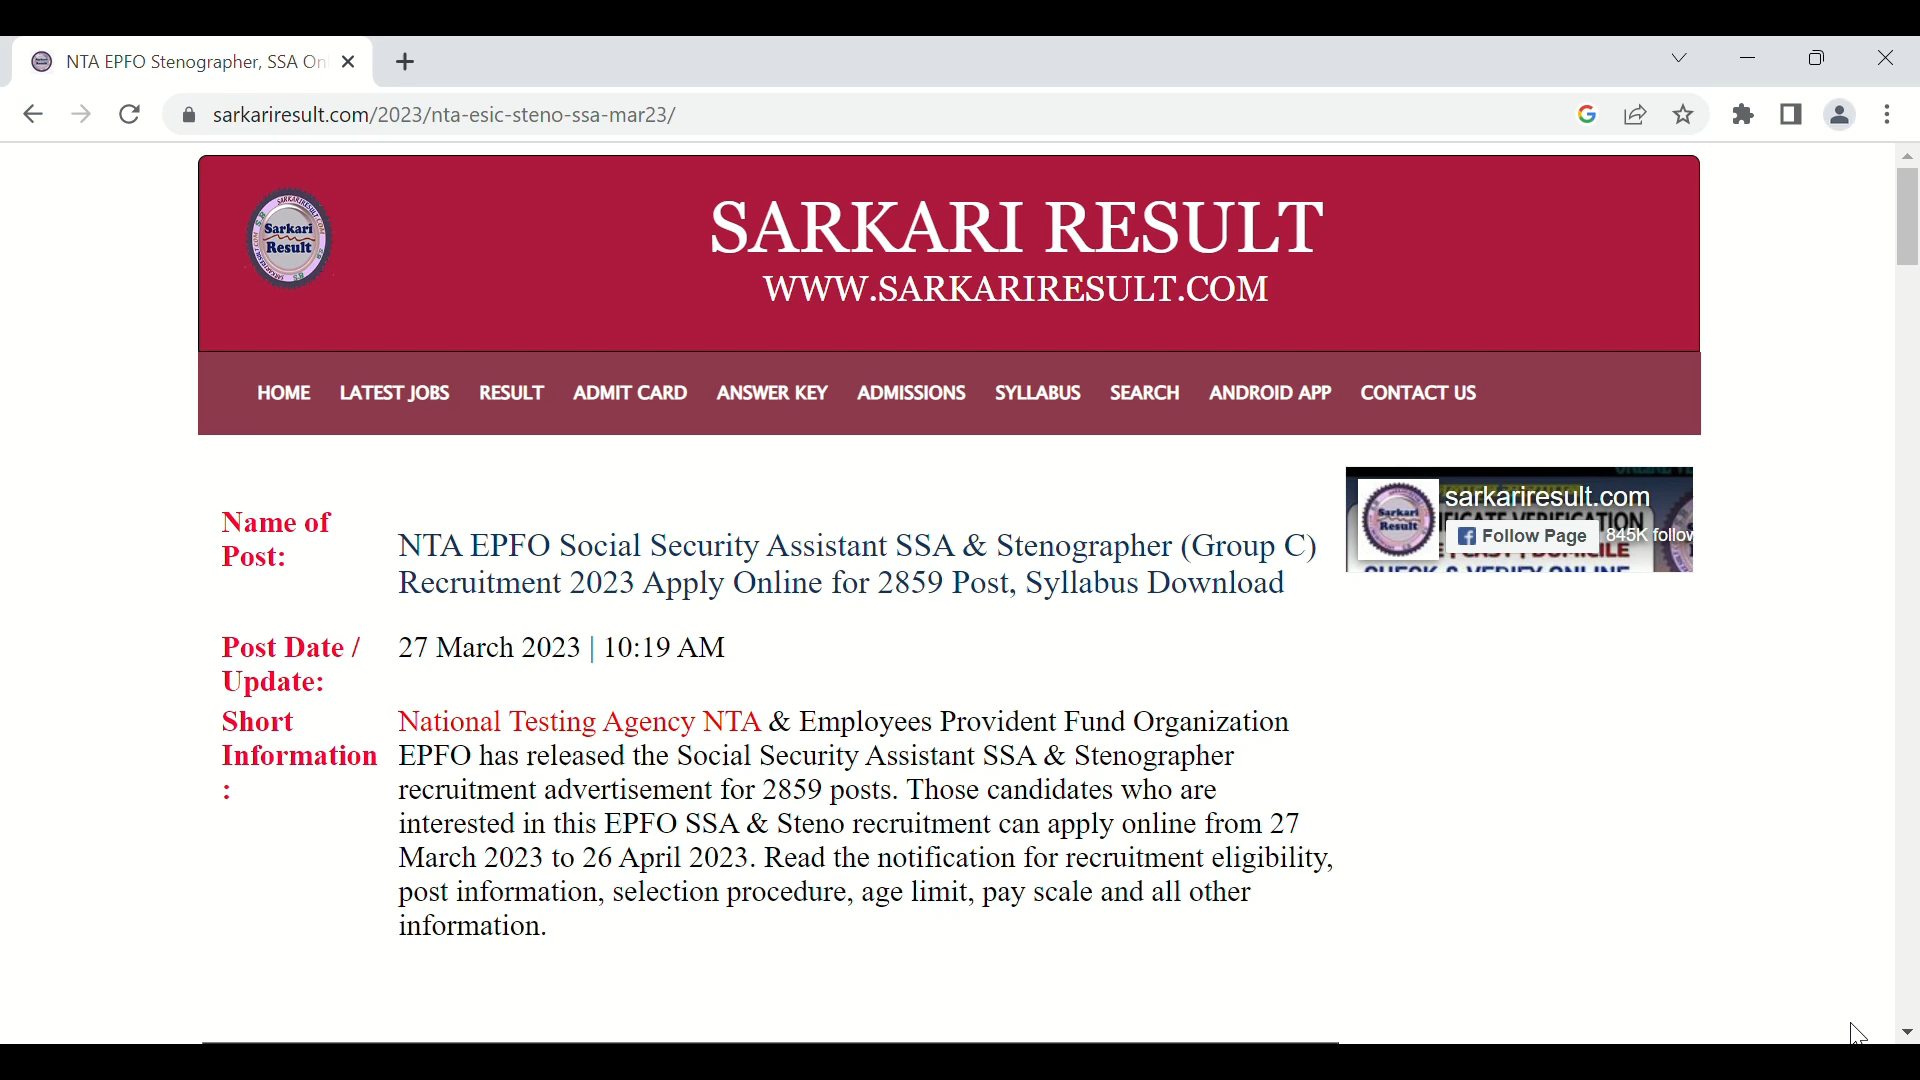 NTA EPFO Stenographer, SSA Onl
sarkariresult.com/2023/nta-esic-steno-ssa-mar23/
Sarkari
Result
SARKARI RESULT
WWW.SARKARIRESULT.COM
HOME LATEST JOBS RESULT ADMIT CARD ANSWER KEY ADMISSIONS SYLLABUS SEARCH ANDROID APP CONTACT US
Name of
Post:
NTA EPFO Social Security Assistant SSA & Stenographer (Group C)
Recruitment 2023 Apply Online for 2859 Post, Syllabus Download
sarkariresult.com
Sarkari
Result
Follow Page 845K follow
CHECK & VERIFY ONLINE
Post Date /
Update:
27 March 2023 | 10:19 AM
Short
Information
:
National Testing Agency NTA & Employees Provident Fund Organization
EPFO has released the Social Security Assistant SSA & Stenographer
recruitment advertisement for 2859 posts. Those candidates who are
interested in this EPFO SSA & Steno recruitment can apply online from 27
March 2023 to 26 April 2023. Read the notification for recruitment eligibility,
post information, selection procedure, age limit, pay scale and all other
information.